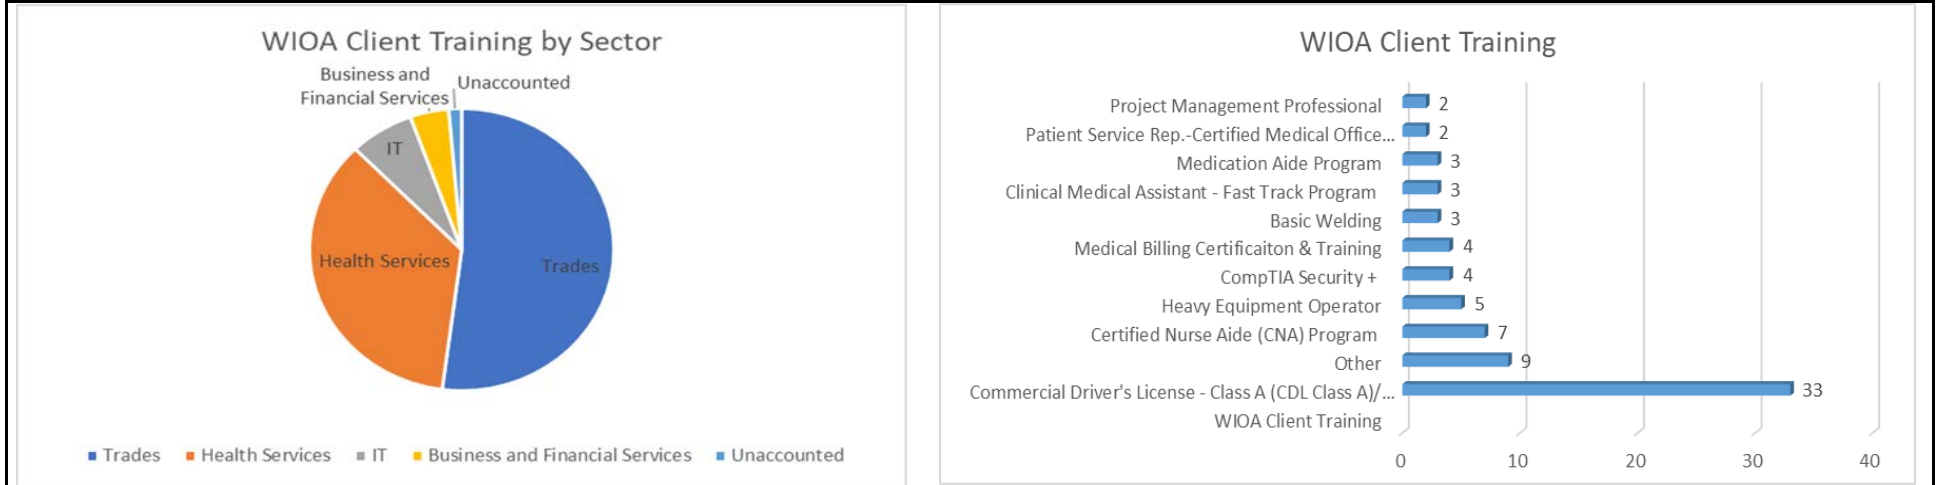 WIOA Client Training by Sector
Business and
Financial Services
Unaccounted
IT
Health Services
Trades
Trades
Health Services
IT
Business and Financial Services
Unaccounted
WIOA Client Training
Project Management Professional 2
Patient Service Rep.-Certified Medical Office... 2
Medication Aide Program 3
Clinical Medical Assistant - Fast Track Program 3
Basic Welding 3
Medical Billing Certificaiton & Training 4
CompTIA Security + 4
Heavy Equipment Operator 5
Certified Nurse Aide (CNA) Program 7
Other 9
Commercial Driver's License - Class A (CDL Class A)/... 33
WIOA Client Training
0 10 20 30 40